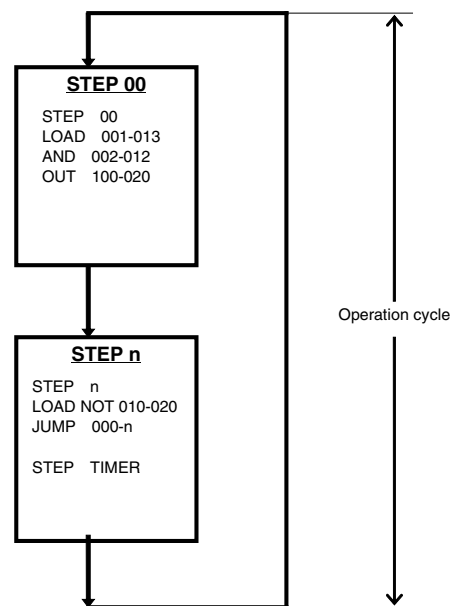 STEP 00
STEP 00
LOAD 001-013
AND 002-012
OUT 100-020
Operation cycle
STEP n
STEP n
LOAD NOT 010-020
JUMP 000-n
STEP TIMER